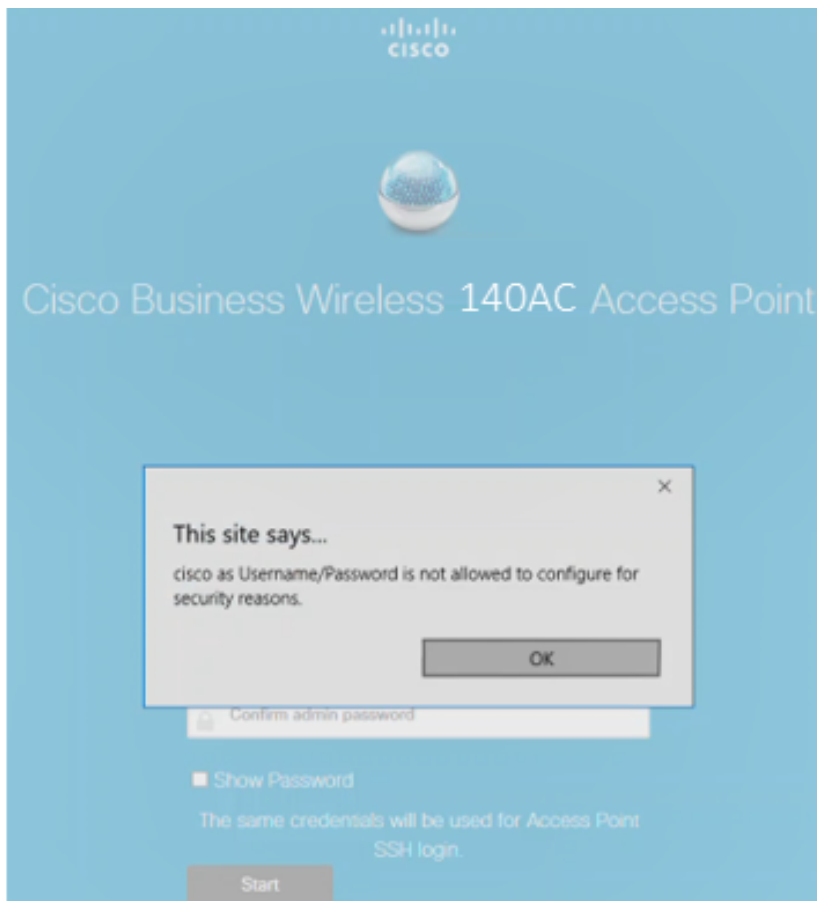 CISCO
Cisco Business Wireless 140AC Access Point
This site says...
cisco as Username/Password is not allowed to configure for
security reasons.
OK
Confirm admin password
Show Password
The same credentials will be used for Access Point
SSH login.
Start